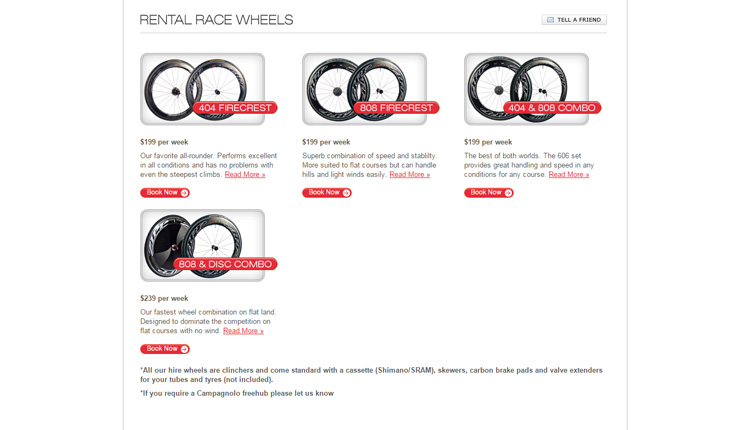 RENTAL RACE WHEELS
TELL A FRIEND
404 FIRECREST
$199 per week
Our favorite all-rounder. Performs excellent
in all conditions and has no problems with
even the steepest climbs. Read More »
Book Now
808 FIRECREST
$199 per week
Superb combination of speed and stability.
More suited to flat courses but can handle
hills and light winds easily. Read More »
Book Now
404 & 808 COMBO
$199 per week
The best of both worlds. The 606 set
provides great handling and speed in any
conditions for any course. Read More »
Book Now
808 & DISC COMBO
$239 per week
Our fastest wheel combination on flat land.
Designed to dominate the competition on
flat courses with no wind. Read More »
Book Now
*All our hire wheels are clinchers and come standard with a cassette (Shimano/SRAM), skewers, carbon brake pads and valve extenders
for your tubes and tyres (not included).
*If you require a Campagnolo freehub please let us know